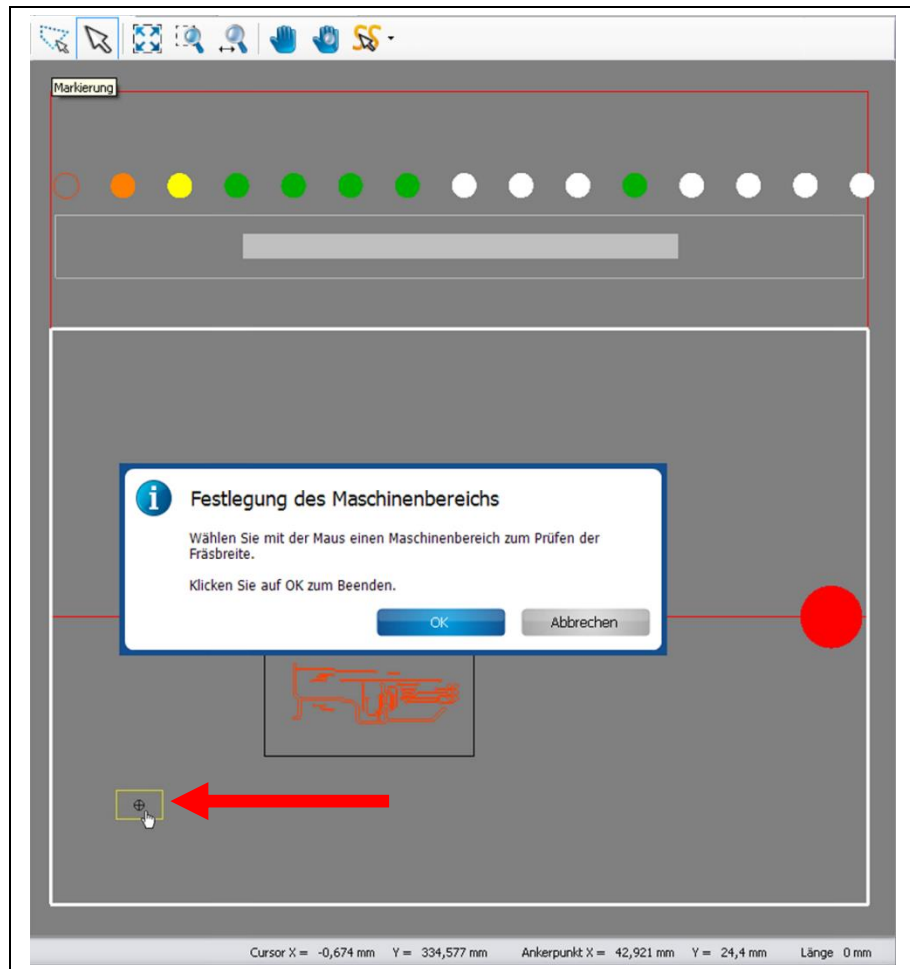 Markierung
Festlegung des Maschinenbereichs
Wählen Sie mit der Maus einen Maschinenbereich zum Prüfen der
Fräsbreite.
Klicken Sie auf OK zum Beenden.
OK Abbrechen
Cursor X = -0,674 mm Y = 334,577 mm Ankerpunkt X = 42,921 mm Y = 24,4 mm Länge 0 mm